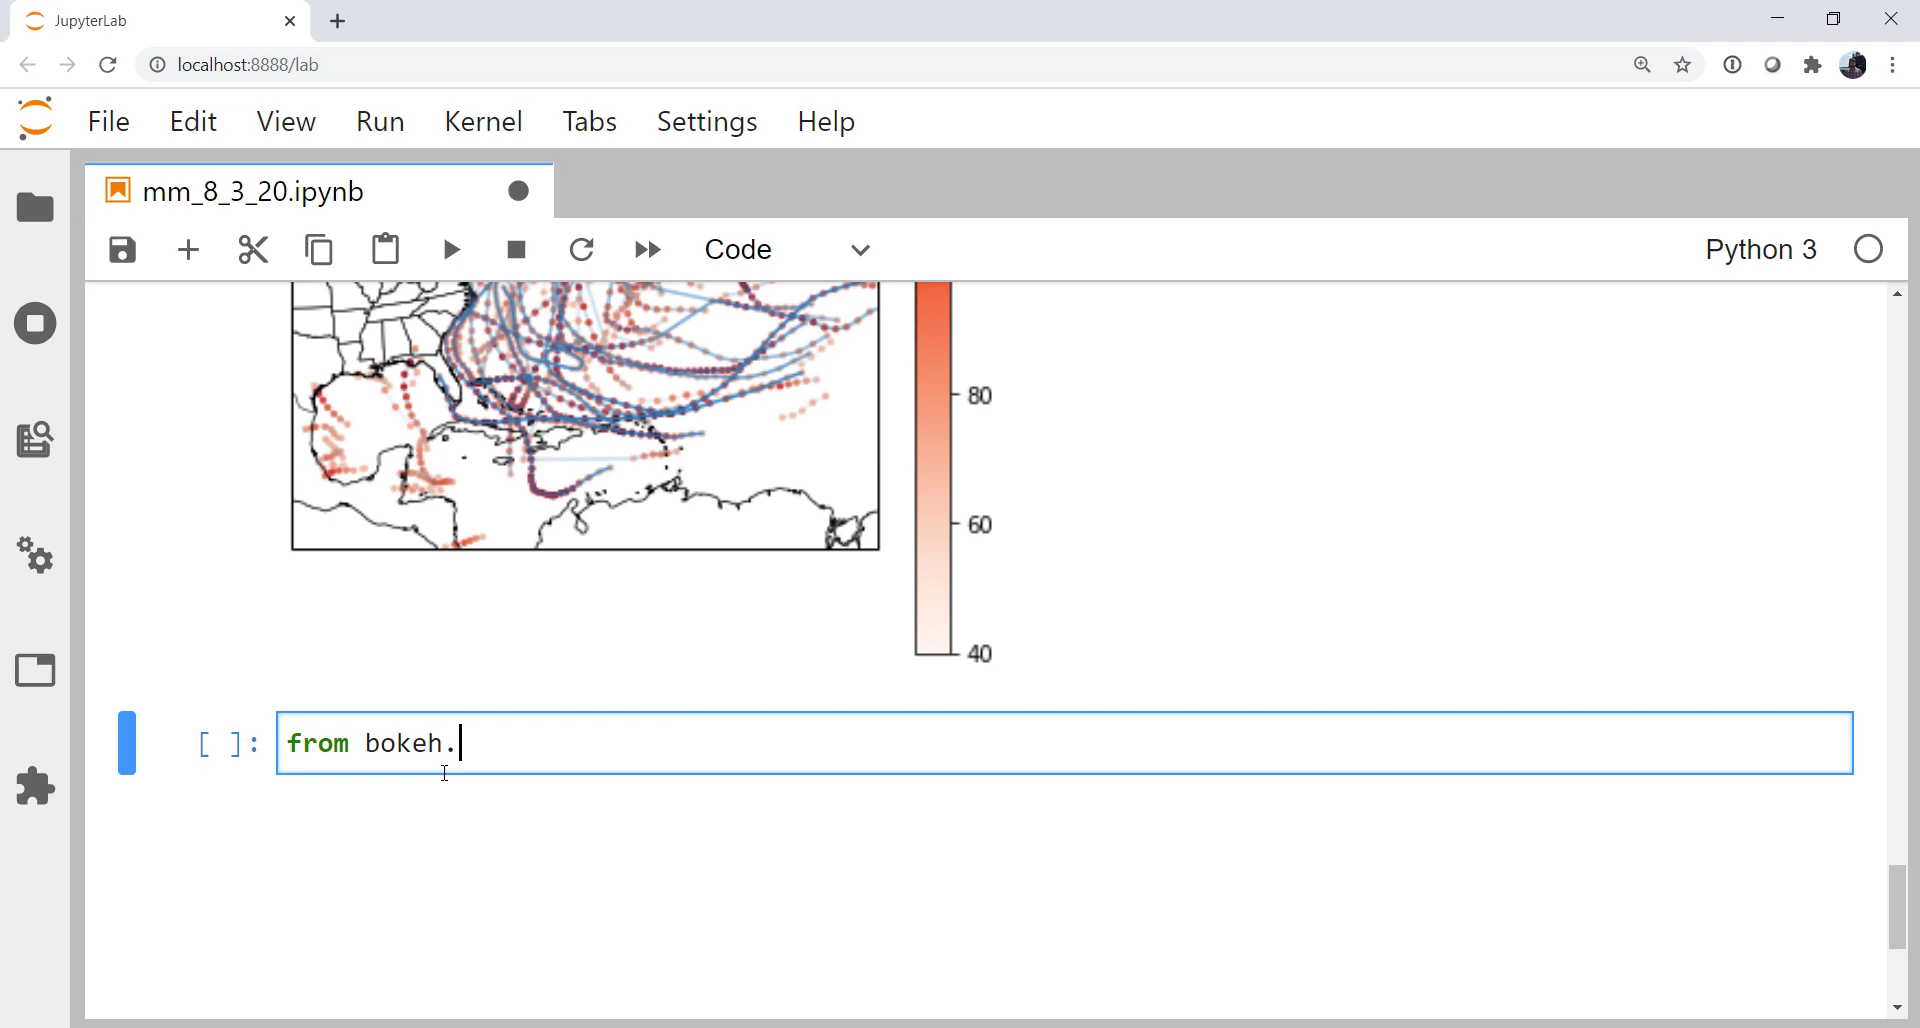 JupyterLab
localhost:8888/lab
File Edit View Run Kernel Tabs Settings Help
mm_8_3_20.ipynb
Code
Python 3
80
60
40
[ ]: from bokeh.